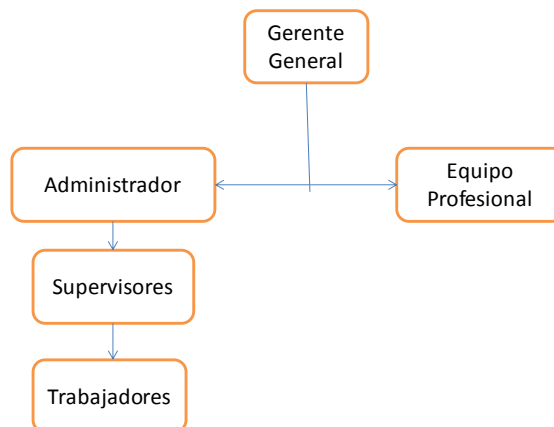 Gerente
General
Administrador
Equipo
Profesional
Supervisores
Trabajadores